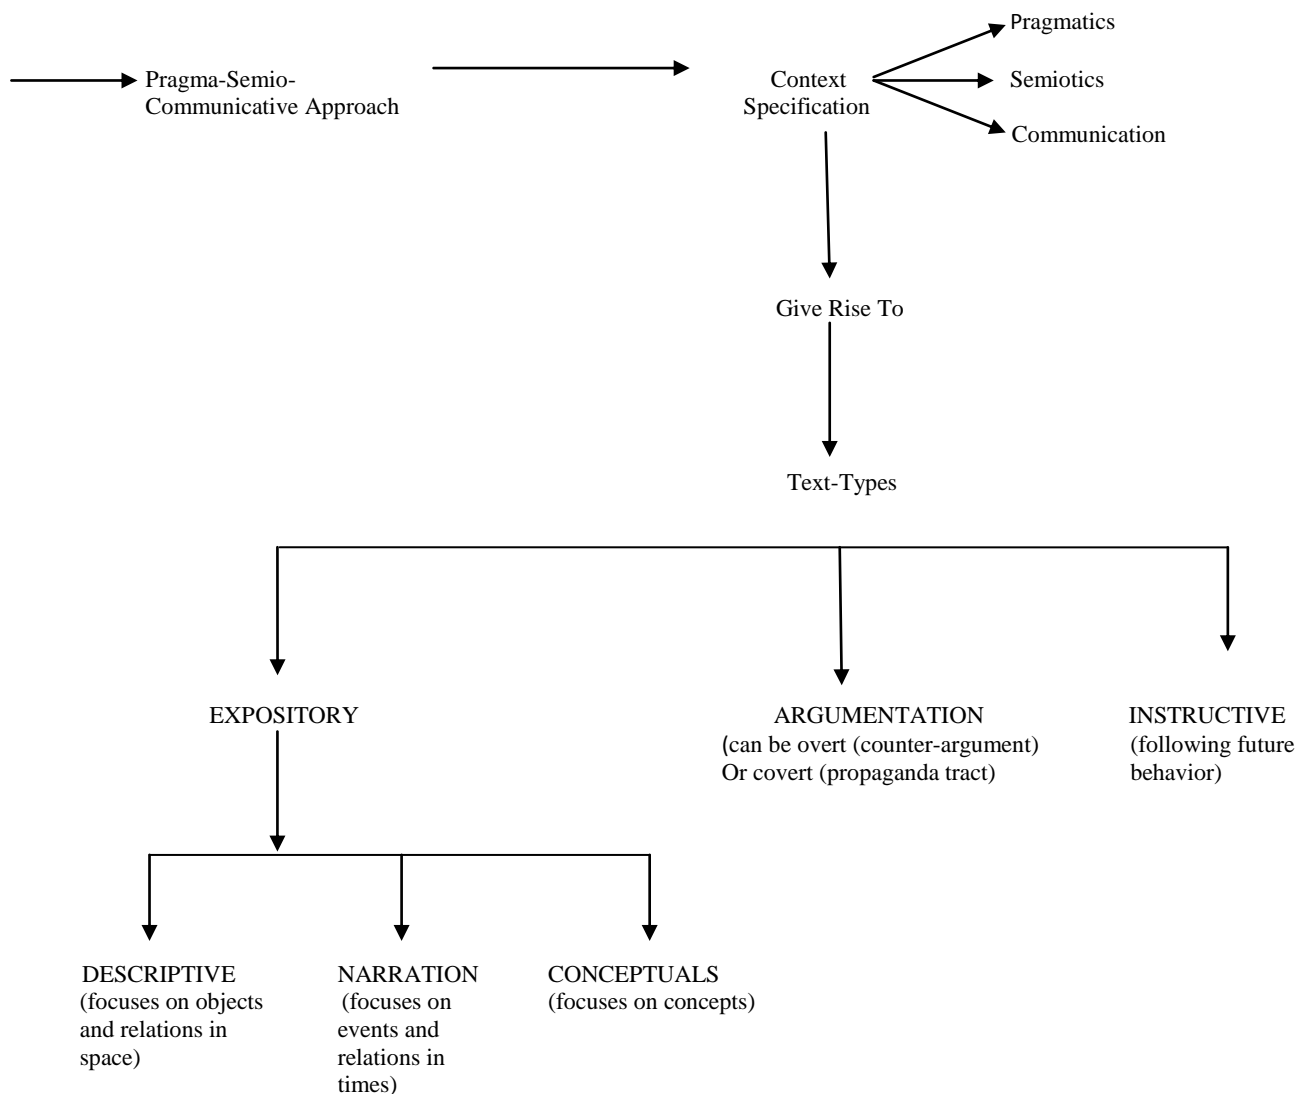 Pragma-Semio-
Communicative Approach
Context
Specification
Pragmatics
Semiotics
Communication
Give Rise To
Text-Types
EXPOSITORY
ARGUMENTATION
(can be overt (counter-argument)
Or covert (propaganda tract)
INSTRUCTIVE
(following future
behavior)
DESCRIPTIVE
(focuses on objects
and relations in
space)
NARRATION
(focuses on
events and
relations in
times)
CONCEPTUALS
(focuses on concepts)